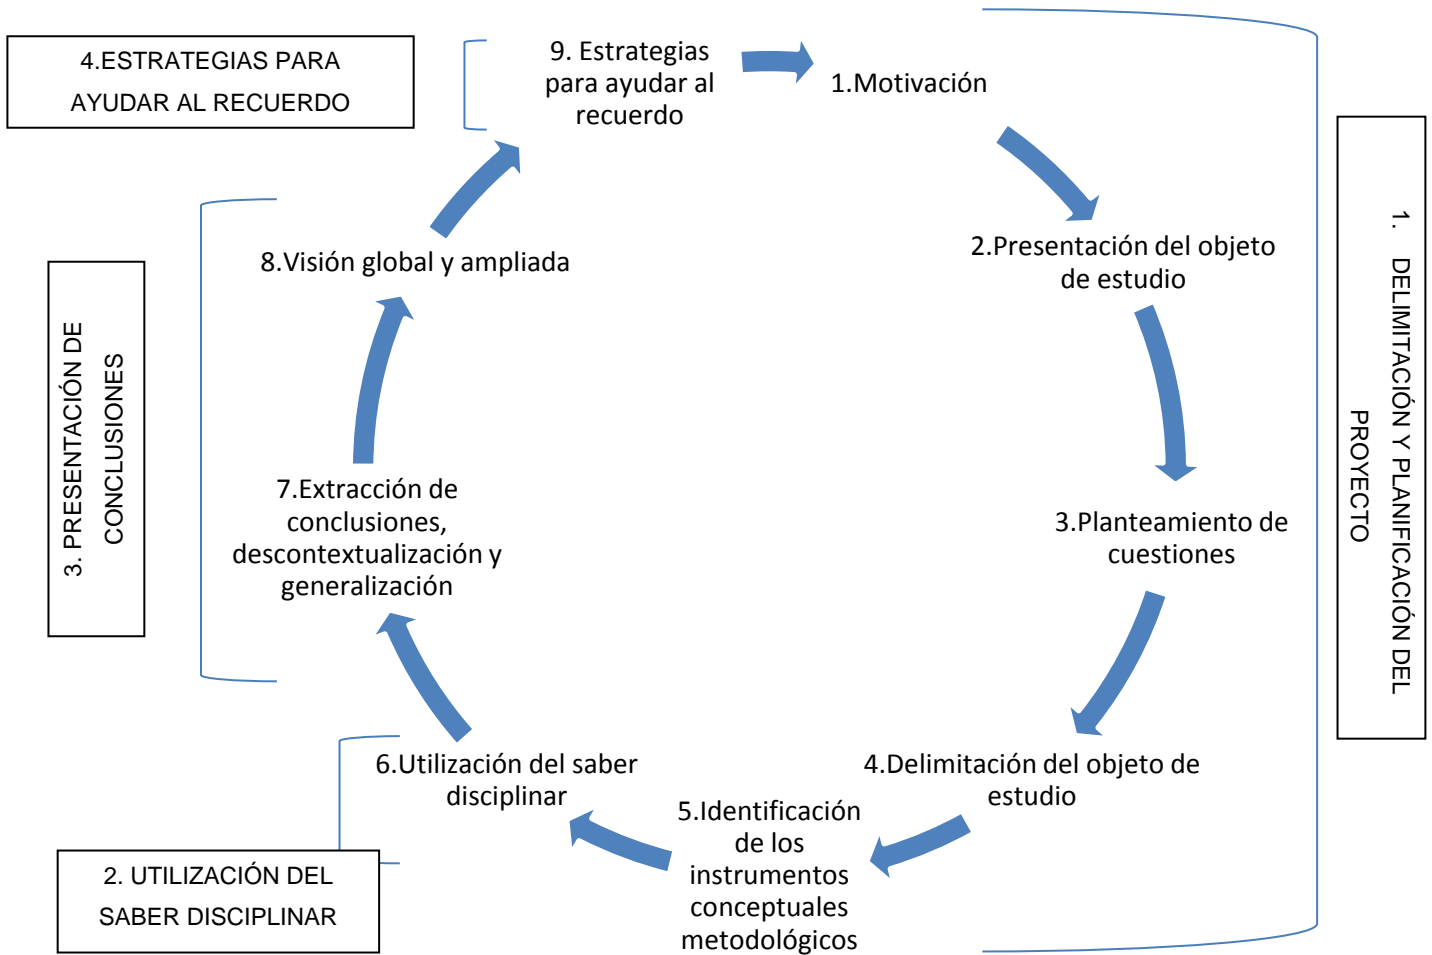 4.ESTRATEGIAS PARA
AYUDAR AL RECUERDO
9. Estrategias
para ayudar al
recuerdo
1.Motivación
2.Presentación del objeto
de estudio
3.Planteamiento de
cuestiones
4.Delimitación del objeto de
estudio
5.Identificación
de los
instrumentos
conceptuales
metodológicos
6.Utilización del saber
disciplinar
7.Extracción de
conclusiones,
descontextualización y
generalización
8.Visión global y ampliada
1. DELIMITACIÓN Y PLANIFICACIÓN DEL
PROYECTO
2. UTILIZACIÓN DEL
SABER DISCIPLINAR
3. PRESENTACIÓN DE
CONCLUSIONES